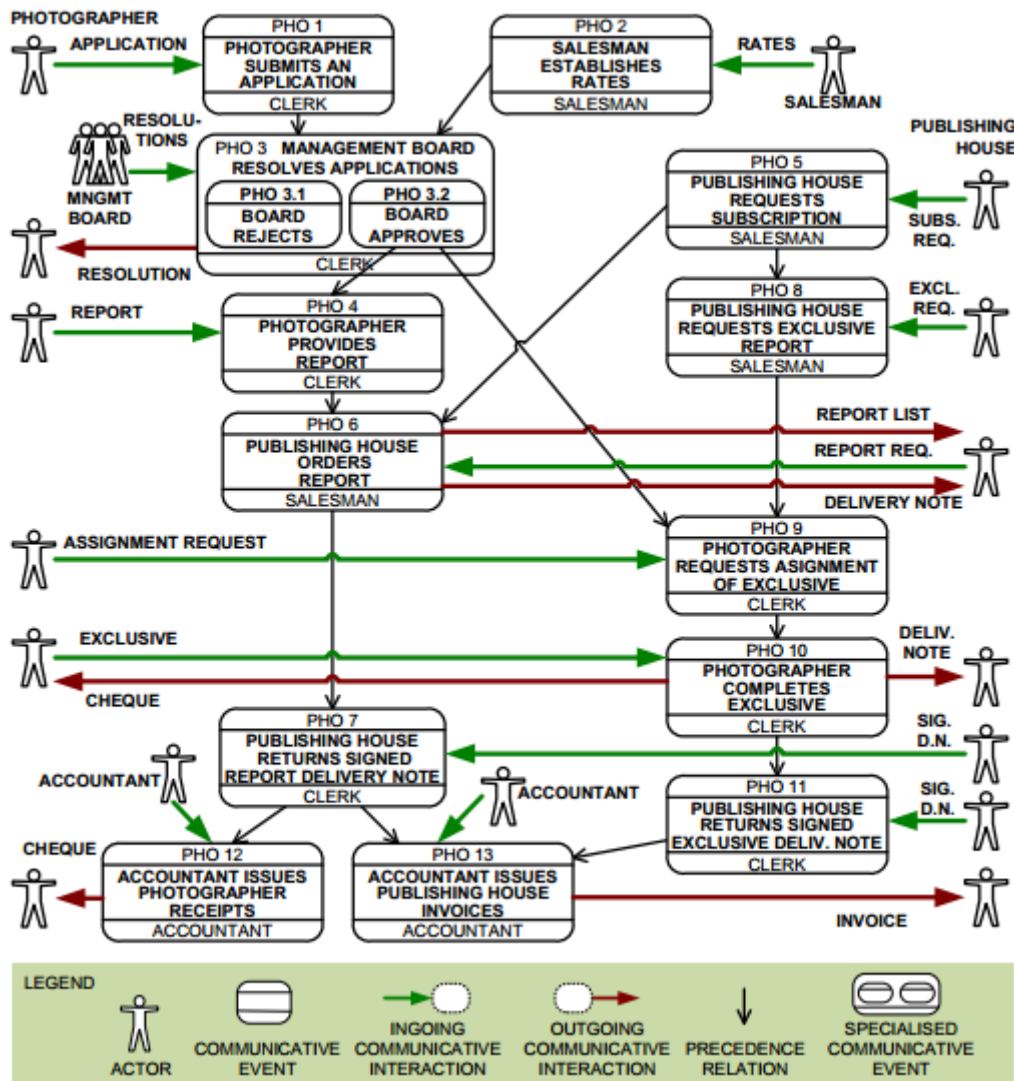 PHOTOGRAPHER
APPLICATION
PHO 1
PHOTOGRAPHER
SUBMITS AN
APPLICATION
CLERK
PHO 2
SALESMAN
ESTABLISHES
RATES
SALESMAN
RATES
SALESMAN
RESOLU-
TIONS
MNGMT
BOARD
PHO 3 MANAGEMENT BOARD
RESOLVES APPLICATIONS
PHO 3.1
BOARD
REJECTS
PHO 3.2
BOARD
APPROVES
CLERK
RESOLUTION
PUBLISHING
HOUSE
PHO 5
PUBLISHING HOUSE
REQUESTS
SUBSCRIPTION
SALESMAN
SUBS.
REQ.
REPORT
PHO 4
PHOTOGRAPHER
PROVIDES
REPORT
CLERK
PHO 8
PUBLISHING HOUSE
REQUESTS EXCLUSIVE
REPORT
SALESMAN
EXCL.
REQ.
PHO 6
PUBLISHING HOUSE
ORDERS
REPORT
SALESMAN
REPORT LIST
REPORT REQ.
DELIVERY NOTE
ASSIGNMENT REQUEST
PHO 9
PHOTOGRAPHER
REQUESTS ASIGNMENT
OF EXCLUSIVE
CLERK
EXCLUSIVE
CHEQUE
PHO 10
PHOTOGRAPHER
COMPLETES
EXCLUSIVE
CLERK
DELIV.
NOTE
PHO 7
PUBLISHING HOUSE
RETURNS SIGNED
REPORT DELIVERY NOTE
CLERK
SIG.
D.N.
ACCOUNTANT
ACCOUNTANT
PHO 11
PUBLISHING HOUSE
RETURNS SIGNED
EXCLUSIVE DELIV. NOTE
CLERK
SIG.
D.N.
CHEQUE
PHO 12
ACCOUNTANT ISSUES
PHOTOGRAPHER
RECEIPTS
ACCOUNTANT
PHO 13
ACCOUNTANT ISSUES
PUBLISHING HOUSE
INVOICES
ACCOUNTANT
INVOICE
LEGEND
ACTOR
COMMUNICATIVE
EVENT
INGOING
COMMUNICATIVE
INTERACTION
OUTGOING
COMMUNICATIVE
INTERACTION
PRECEDENCE
RELATION
SPECIALISED
COMMUNICATIVE
EVENT